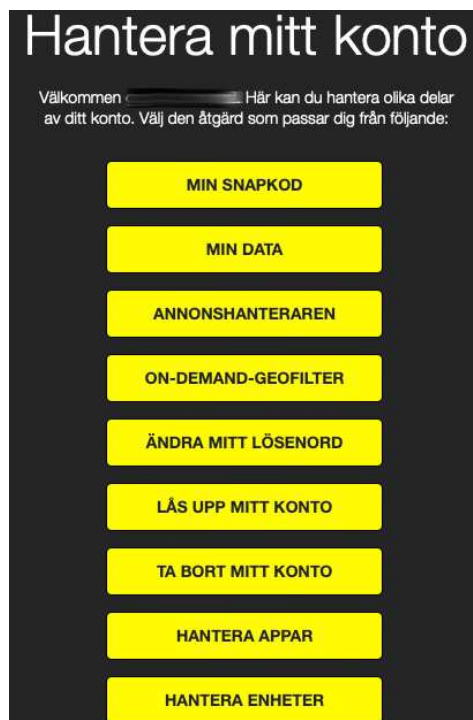 Hantera mitt konto
Välkommen Här kan du hantera olika delar
av ditt konto. Välj den åtgärd som passar dig från följande:
MIN SNAPKOD
MIN DATA
ANNONSHANTERAREN
ON-DEMAND-GEOFILTER
ÄNDRA MITT LÖSENORD
LÅS UPP MITT KONTO
TA BORT MITT KONTO
HANTERA APPAR
HANTERA ENHETER